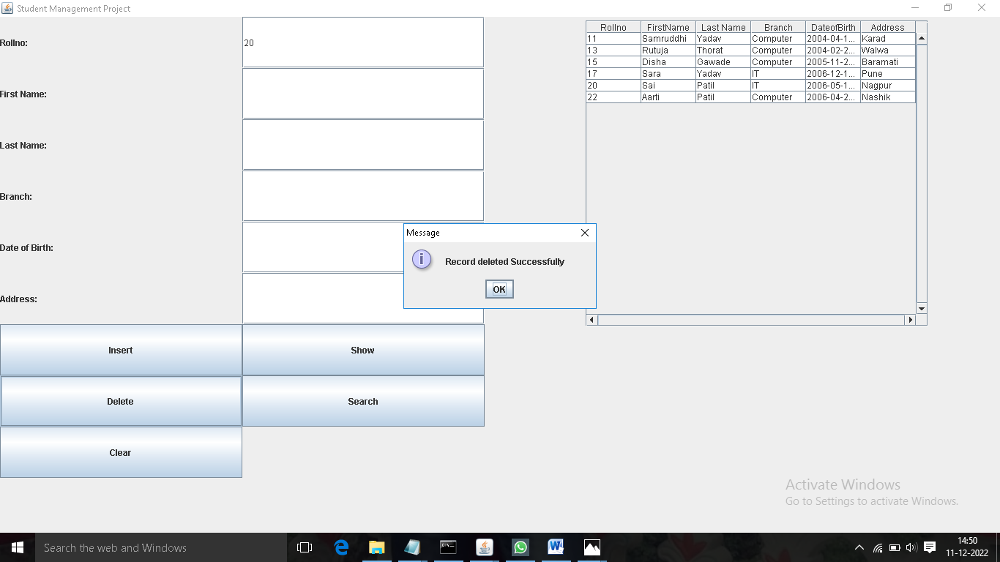 Student Management Project
Rollno:
20
First Name:
Last Name:
Branch:
Date of Birth:
Address:
Insert
Show
Delete
Search
Clear
Rollno FirstName Last Name Branch DateofBirth Address
11 Samruddhi Yadav Computer 2004-04-1... Karad
13 Rutuja Thorat Computer 2004-02-2... Walwa
15 Disha Gawade Computer 2005-11-2... Baramati
17 Sara Yadav IT 2006-12-1... Pune
20 Sai Patil IT 2006-05-1... Nagpur
22 Aarti Patil Computer 2006-04-2... Nashik
Message
Record deleted Successfully
OK
Activate Windows
Go to Settings to activate Windows.
Search the web and Windows
14:50
11-12-2022